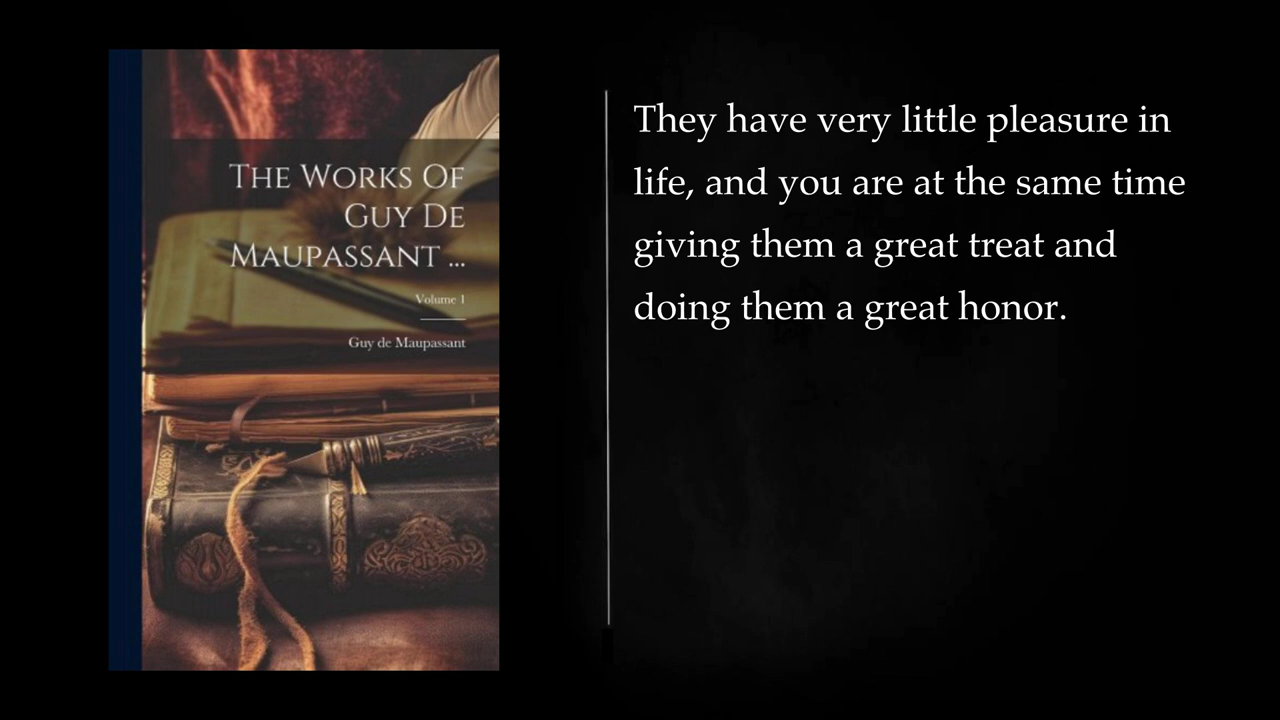 THE WORKS OF
GUY DE
MAUPASSANT ...
Volume 1
Guy de Maupassant
They have very little pleasure in
life, and you are at the same time
giving them a great treat and
doing them a great honor.